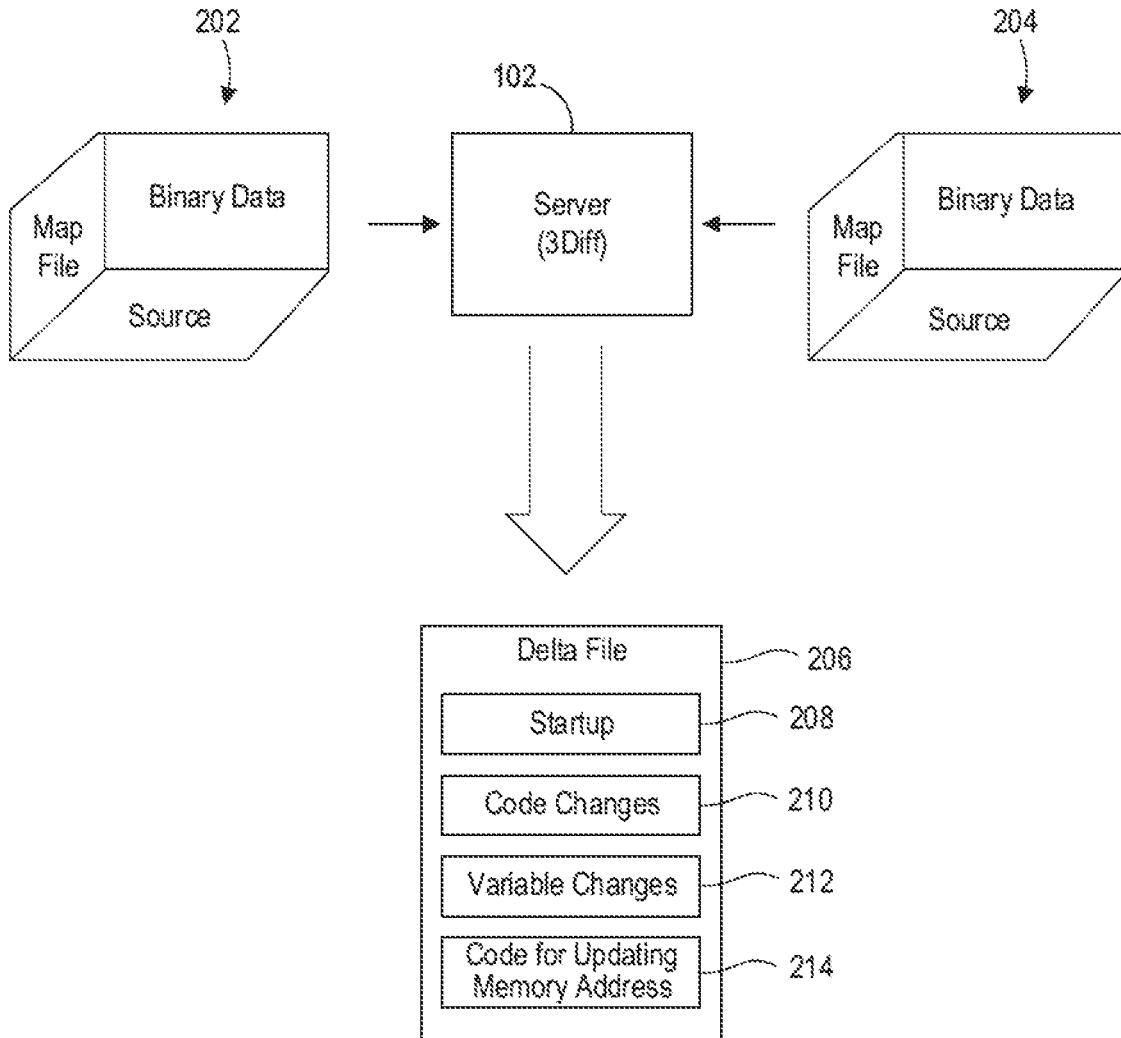 202
204
102
Binary Data
Map
File
Source
Server
(3Diff)
Binary Data
Map
File
Source
Delta File
206
Startup
208
Code Changes
210
Variable Changes
212
Code for Updating
Memory Address
214